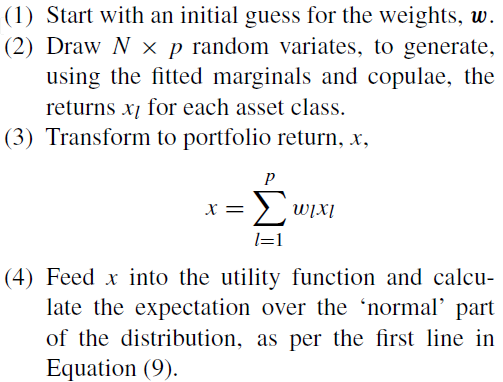 (1) Start with an initial guess for the weights, w.
(2) Draw N × p random variates, to generate,
using the fitted marginals and copulae, the
returns x_l for each asset class.
(3) Transform to portfolio return, x,
x = \sum_{l=1}^{p} w_l x_l
(4) Feed x into the utility function and calcu-
late the expectation over the ‘normal’ part
of the distribution, as per the first line in
Equation (9).